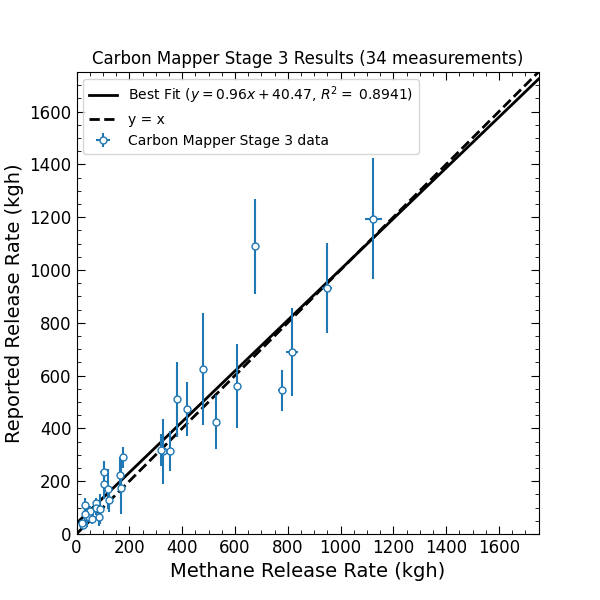 Carbon Mapper Stage 3 Results (34 measurements)
Best Fit (y = 0.96x + 40.47, R² = 0.8941)
y = x
Carbon Mapper Stage 3 data
Reported Release Rate (kgh)
1600
1400
1200
1000
800
600
400
200
0
0 200 400 600 800 1000 1200 1400 1600
Methane Release Rate (kgh)